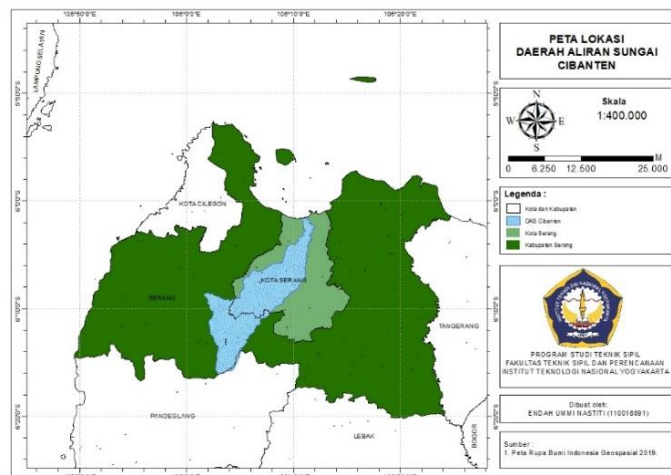 105°50'0"E 106°0'0"E 106°10'0"E 106°20'0"E
LAMPUNG SELATAN
KOTA CILEGON
SERANG
KOTA SERANG
TANGERANG
PANDEGLANG
LEBAK
BOGOR
PETA LOKASI
DAERAH ALIRAN SUNGAI
CIBANTEN
N
W E
S
Skala
1:400.000
M
0 6.250 12.500 25.000
Legenda :
Kota dan Kabupaten
DAS Cibanten
Kota Serang
Kabupaten Serang
PROGRAM STUDI TEKNIK SIPIL
FAKULTAS TEKNIK SIPIL DAN PERENCANAAN
INSTITUT TEKNOLOGI NASIONAL YOGYAKARTA
Dibuat oleh:
ENDAH UMMI NASTITI (110018091)
Sumber :
1. Peta Rupa Bumi Indonesia Geospasial 2019.